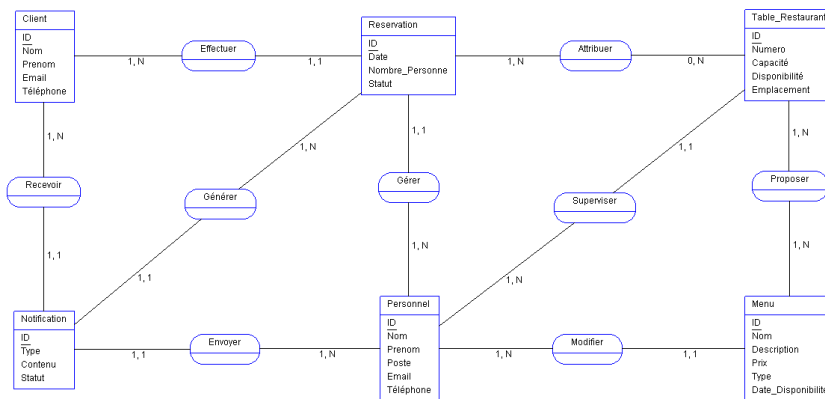 Client
ID
Nom
Prenom
Email
Téléphone
1, N
Effectuer
1, 1
Reservation
ID
Date
Nombre_Personne
Statut
1, N
Attribuer
0, N
Table_Restaurant
ID
Numero
Capacité
Disponibilité
Emplacement
1, N
Recevoir
1, 1
1, N
Générer
1, 1
1, 1
Gérer
1, N
1, 1
Superviser
1, N
1, N
Proposer
1, N
Notification
ID
Type
Contenu
Statut
1, 1
Envoyer
1, N
Personnel
ID
Nom
Prenom
Poste
Email
Téléphone
1, N
Modifier
1, 1
Menu
ID
Nom
Description
Prix
Type
Date_Disponibilité